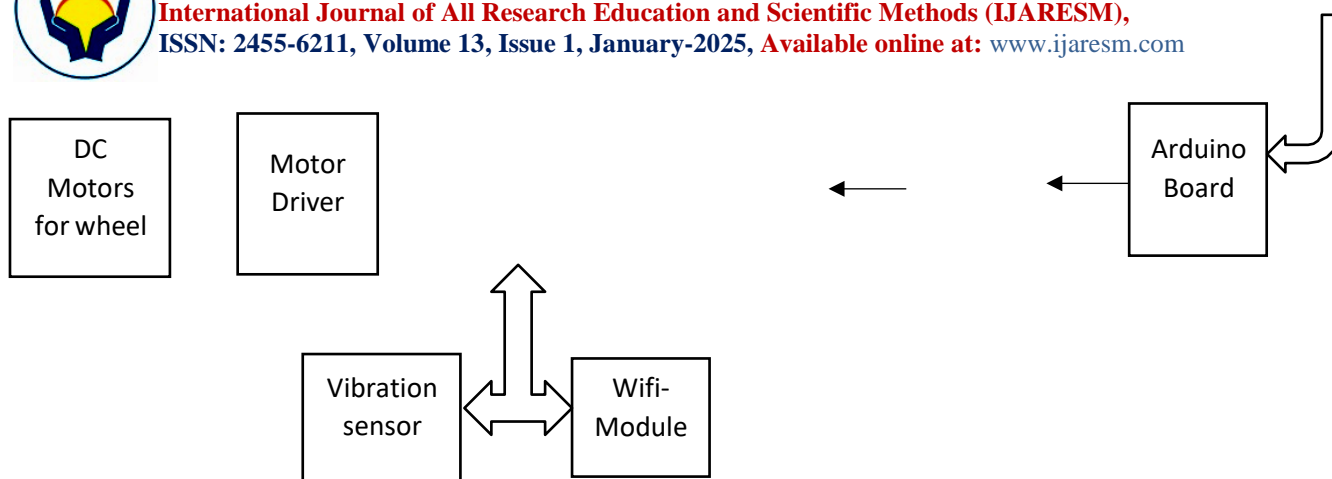 International Journal of All Research Education and Scientific Methods (IJARESM),
ISSN: 2455-6211, Volume 13, Issue 1, January-2025, Available online at: www.ijaresm.com
DC
Motors
for wheel
Motor
Driver
Arduino
Board
Vibration
sensor
Wifi-
Module